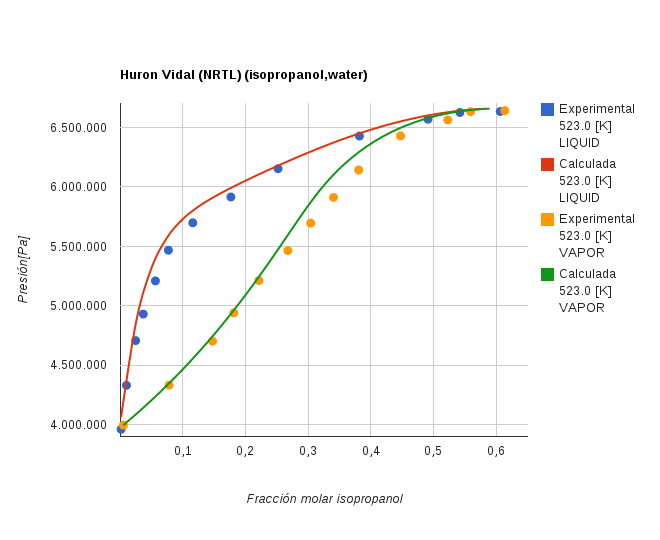 Huron Vidal (NRTL) (isopropanol,water)
Presión[Pa]
6.500.000
6.000.000
5.500.000
5.000.000
4.500.000
4.000.000
0,1
0,2
0,3
0,4
0,5
0,6
Fracción molar isopropanol
Experimental
523.0 [K]
LIQUID
Calculada
523.0 [K]
LIQUID
Experimental
523.0 [K]
VAPOR
Calculada
523.0 [K]
VAPOR